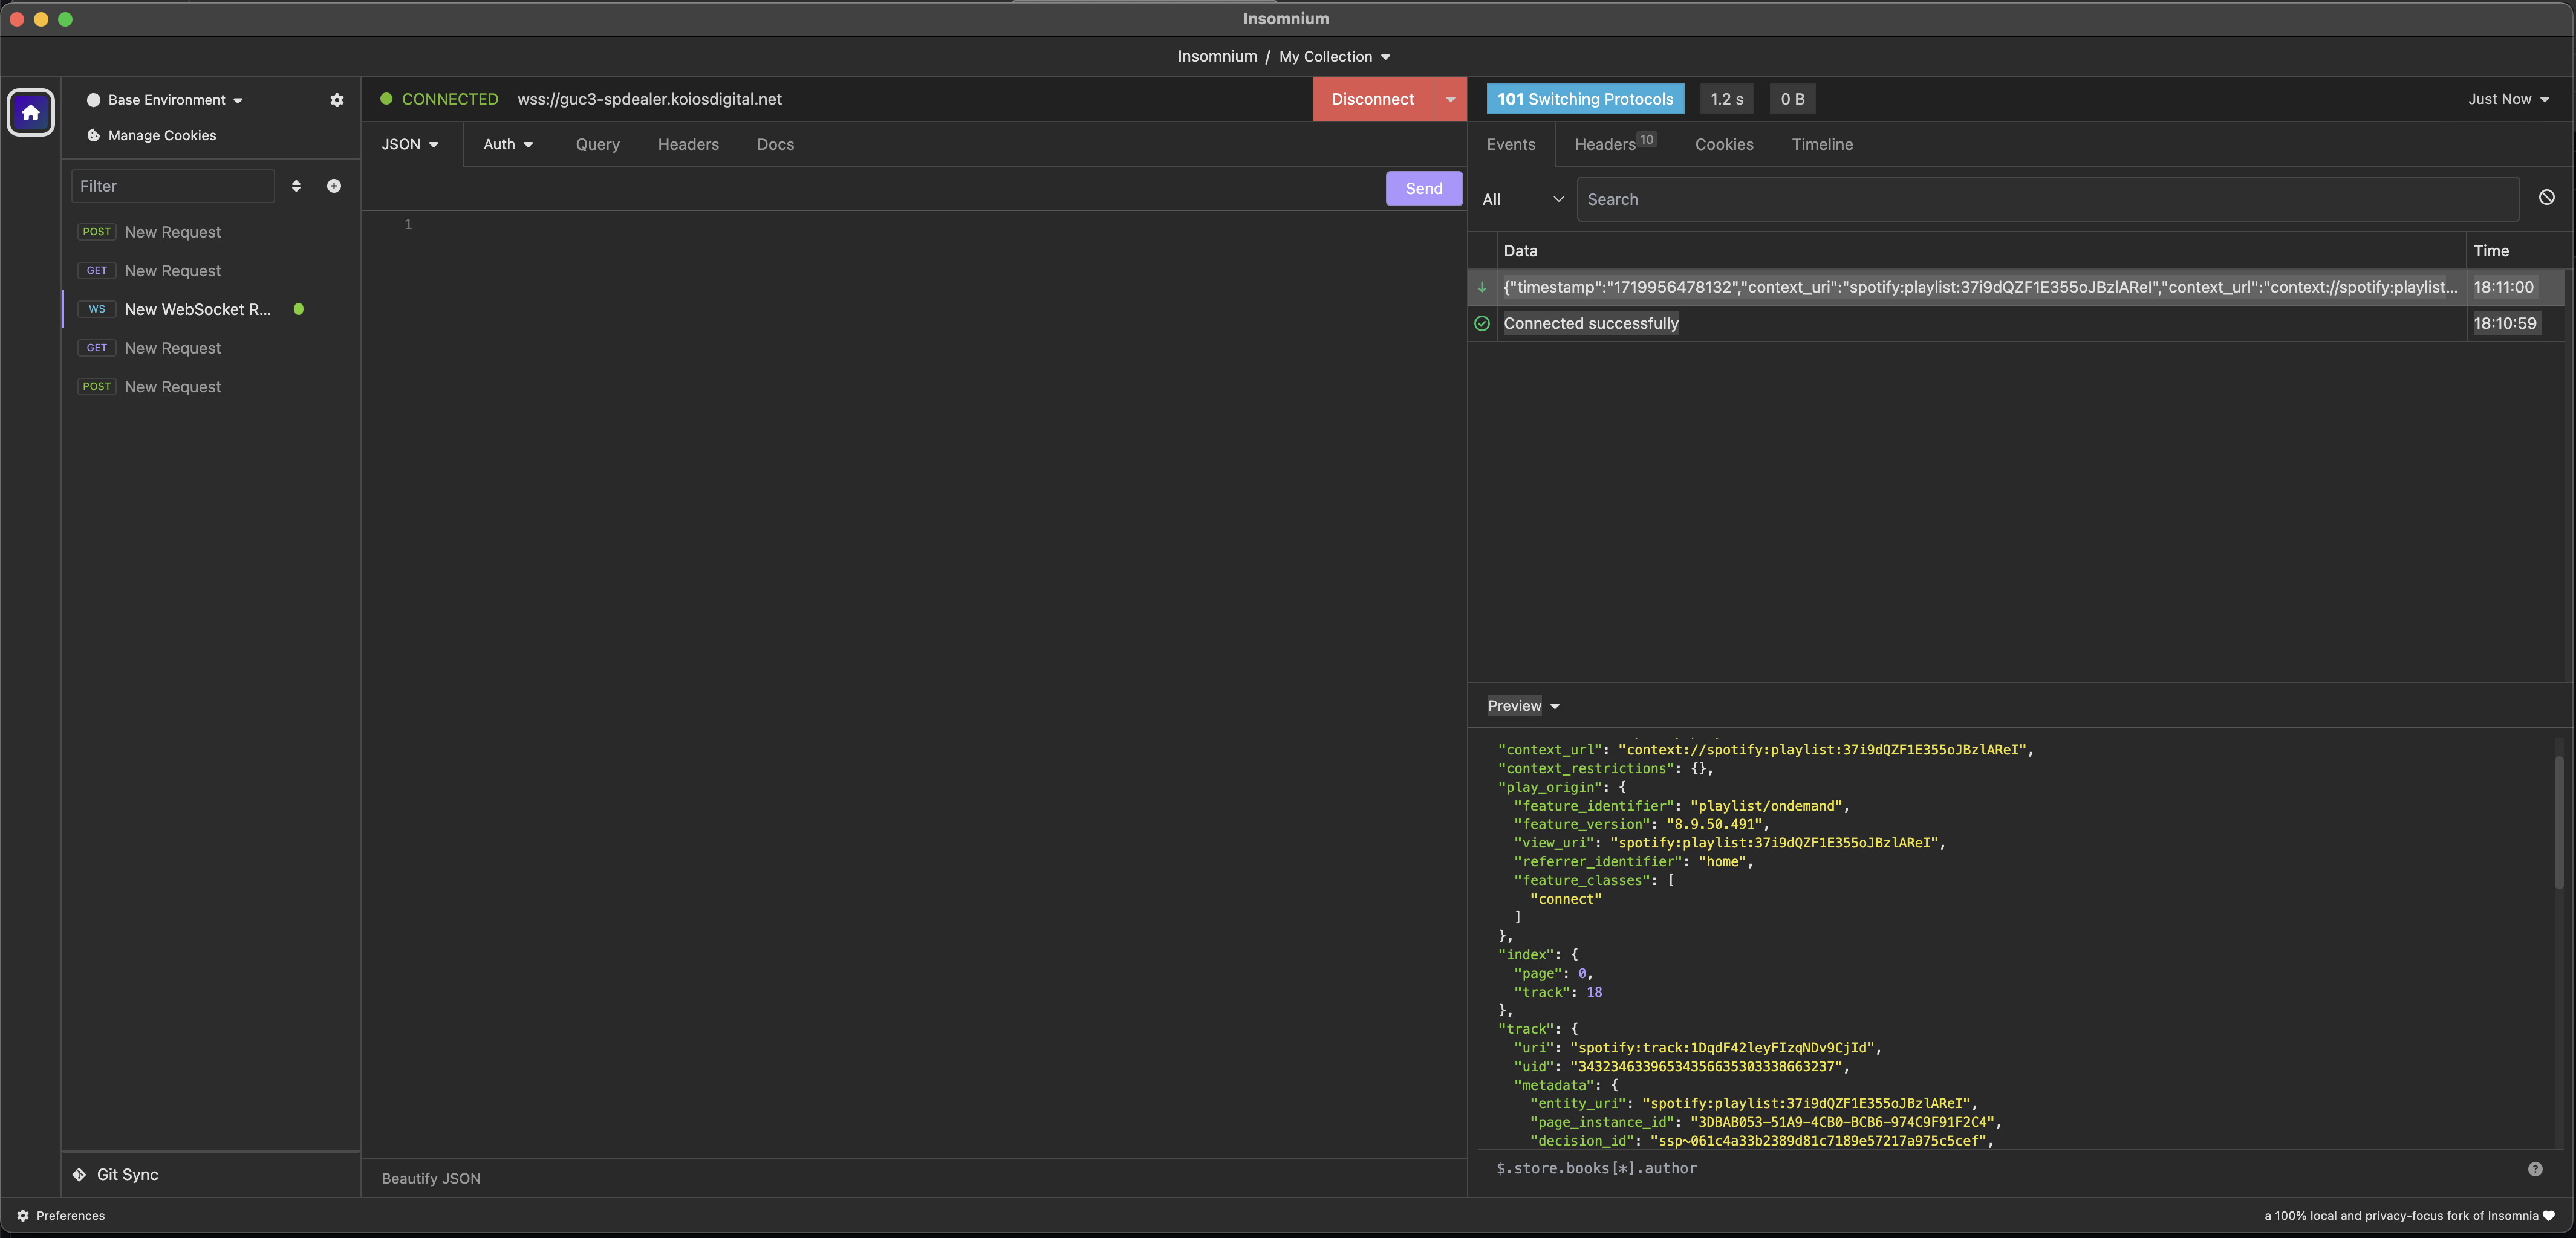 Insomnium
Insomnium / My Collection
Base Environment
Manage Cookies
Filter
POST New Request
GET New Request
WS New WebSocket R...
GET New Request
POST New Request
Git Sync
Preferences
CONNECTED wss://guc3-spdealer.koiosdigital.net
Disconnect
JSON
Auth
Query
Headers
Docs
Send
1
Beautify JSON
101 Switching Protocols
1.2 s
0 B
Just Now
Events
Headers 10
Cookies
Timeline
All
Search
Data Time
{"timestamp":"1719956478132","context_uri":"spotify:playlist:37i9dQZF1E355oJBzlAReI","context_url":"context://spotify:playlist... 18:11:00
Connected successfully 18:10:59
Preview
"context_url": "context://spotify:playlist:37i9dQZF1E355oJBzlAReI",
"context_restrictions": {},
"play_origin": {
"feature_identifier": "playlist/ondemand",
"feature_version": "8.9.50.491",
"view_uri": "spotify:playlist:37i9dQZF1E355oJBzlAReI",
"referrer_identifier": "home",
"feature_classes": [
"connect"
]
},
"index": {
"page": 0,
"track": 18
},
"track": {
"uri": "spotify:track:1DqdF42leyFIzqNDv9CjId",
"uid": "34323463396534356635303338663237",
"metadata": {
"entity_uri": "spotify:playlist:37i9dQZF1E355oJBzlAReI",
"page_instance_id": "3DBAB053-51A9-4CB0-BCB6-974C9F91F2C4",
"decision_id": "ssp~061c4a33b2389d81c7189e57217a975c5cef",
$.store.books[*].author
a 100% local and privacy-focus fork of Insomnia